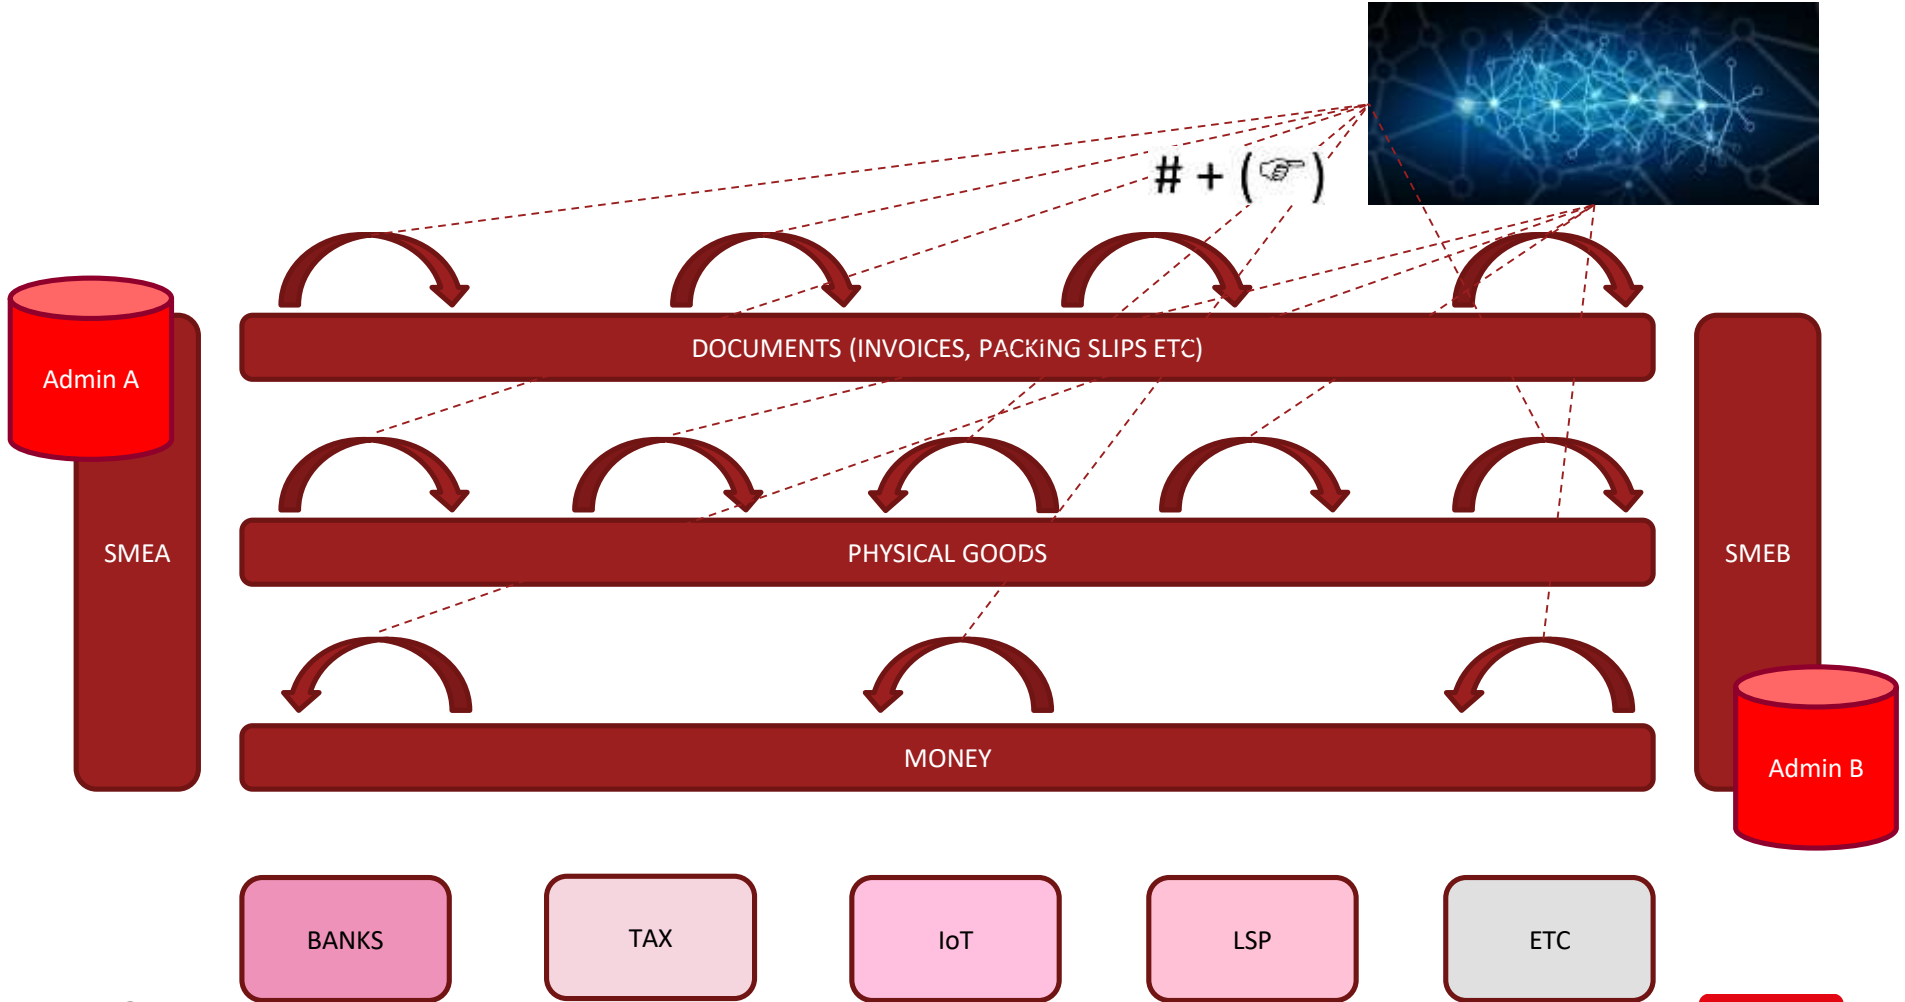 # + (☞)
Admin A
DOCUMENTS (INVOICES, PACKING SLIPS ETC)
SMEA
PHYSICAL GOODS
SMEB
MONEY
Admin B
BANKS
TAX
IoT
LSP
ETC